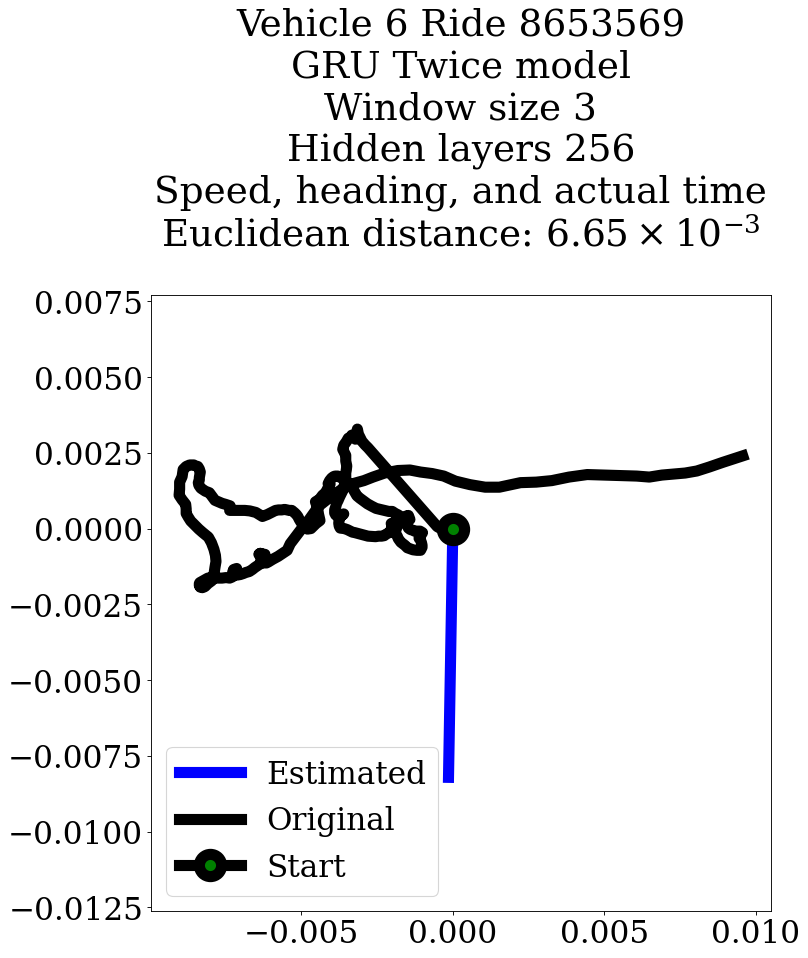 Vehicle 6 Ride 8653569
GRU Twice model
Window size 3
Hidden layers 256
Speed, heading, and actual time
Euclidean distance: 6.65 × 10⁻³
0.0075
0.0050
0.0025
0.0000
−0.0025
−0.0050
−0.0075
−0.0100
−0.0125
Estimated
Original
Start
−0.005 0.000 0.005 0.010